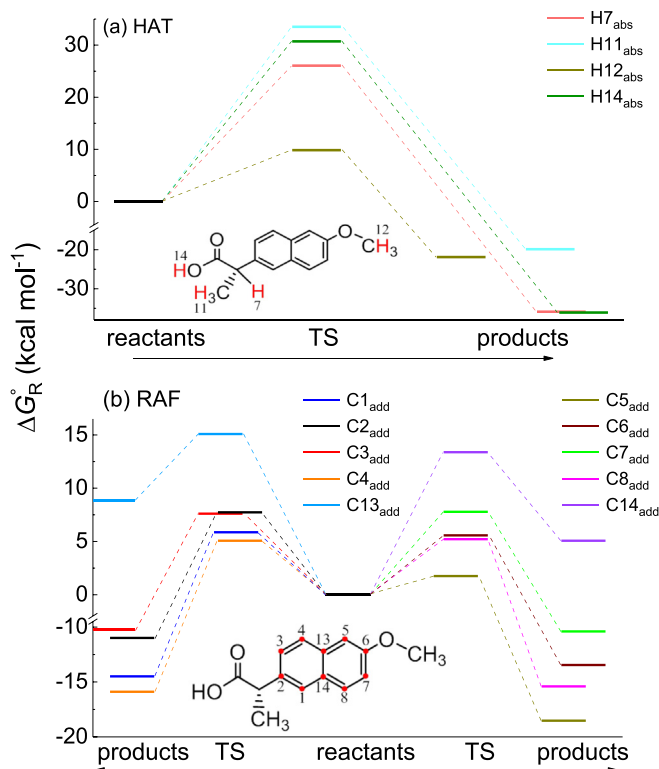 (a) HAT
H7abs
H11abs
H12abs
H14abs
30
20
10
0
-20
-30
12
O
CH3
14
O
HO
H3C
H
11
7
reactants
TS
products
ΔG°R (kcal mol-1)
(b) RAF
C1add
C2add
C3add
C4add
C13add
C5add
C6add
C7add
C8add
C14add
15
10
5
0
-10
-15
-20
4
13
5
3
6
O
CH3
O
2
14
7
HO
1
8
CH3
products
TS
reactants
TS
products